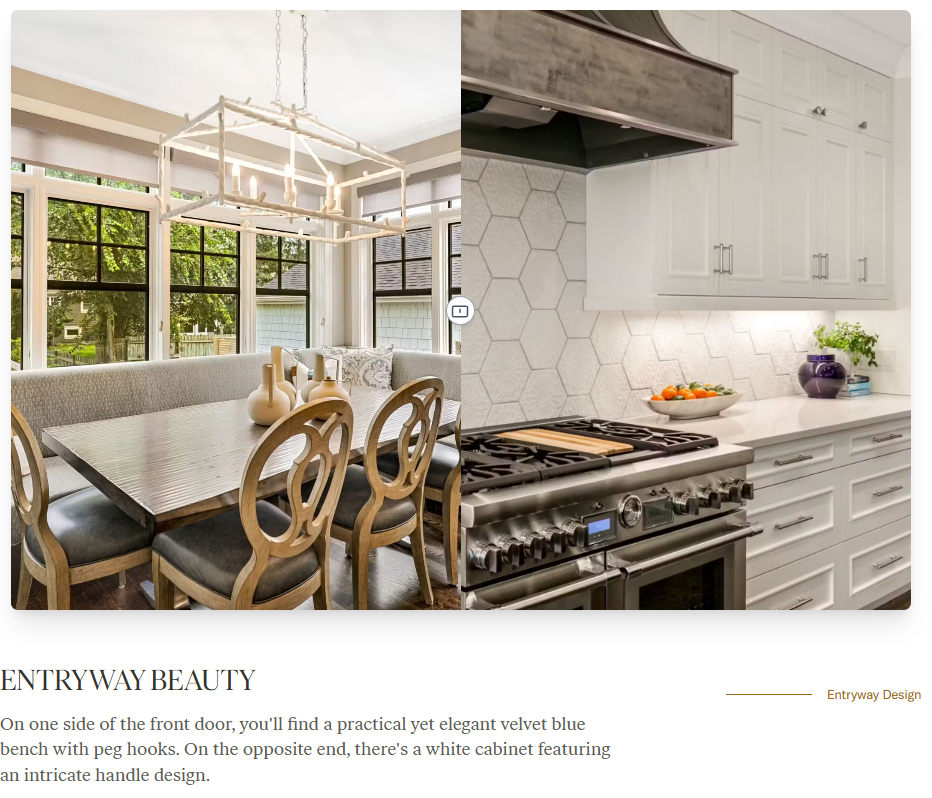 ENTRYWAY BEAUTY
Entryway Design
On one side of the front door, you'll find a practical yet elegant velvet blue
bench with peg hooks. On the opposite end, there's a white cabinet featuring
an intricate handle design.